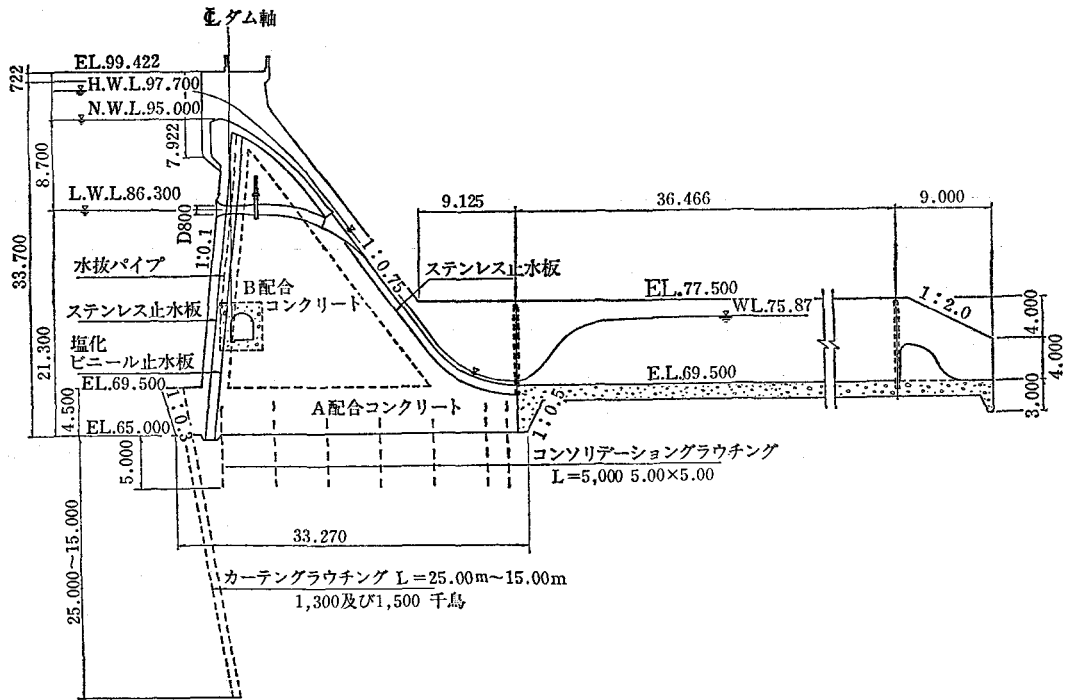 ℄ダム軸
EL.99.422
722
H.W.L.97.700
N.W.L.95.000
7.922
8.700
L.W.L.86.300
D800
1:0.1
33.700
水抜パイプ
B配合
コンクリート
ステンレス止水板
塩化
ビニール止水板
21.300
EL.69.500
4.500
EL.65.000
1:0.3
5.000
25.000~15.000
1:0.75
ステンレス止水板
9.125
36.466
9.000
EL.77.500
WL.75.87
1:2.0
4.000
4.000
3.000
E.L.69.500
A配合コンクリート
1:0.5
コンソリデーショングラウチング
L=5,000 5.00×5.00
33.270
カーテングラウチング L=25.00m~15.00m
1,300及び1,500 千鳥